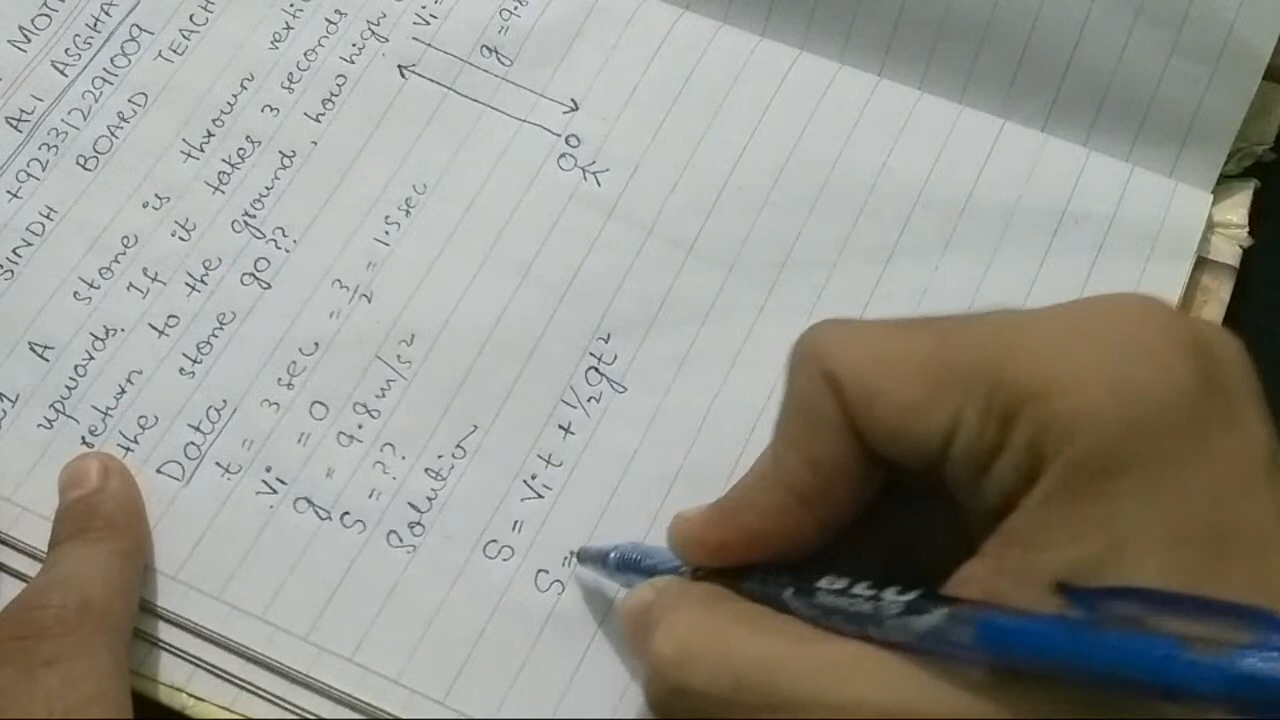 MOT
ALI ASGHA
+923312291009
SINDH BOARD TEACH
A stone is thrown verti
upwards. If it takes 3 seconds
return to the ground, how high
the stone go??
Data
t = 3 sec = 3/2 = 1.5 sec
Vi = 0
g = 9.8 m/s²
S = ??
Solution
S = Vit + 1/2gt²
S =
Vi =
g = 9.8